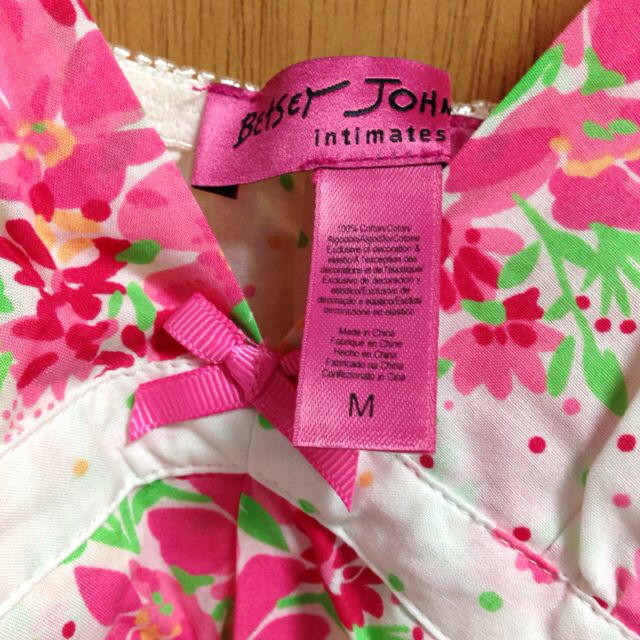 BETSEY JOHN
intimates
100% Cotton/Coton/
Algodón/Algodão/Cotone
Exclusive of decoration &
elastic/A l'exception des
décorations et de l'élastique/
Exclusivo de decoración y
elástico/Exclusivo de
decoração e elástico/Esclusi
decorazione ed elastico
Made in China
Fabriqué en Chine
Hecho en China
Fabricado na China
Confezionato in Cina
M